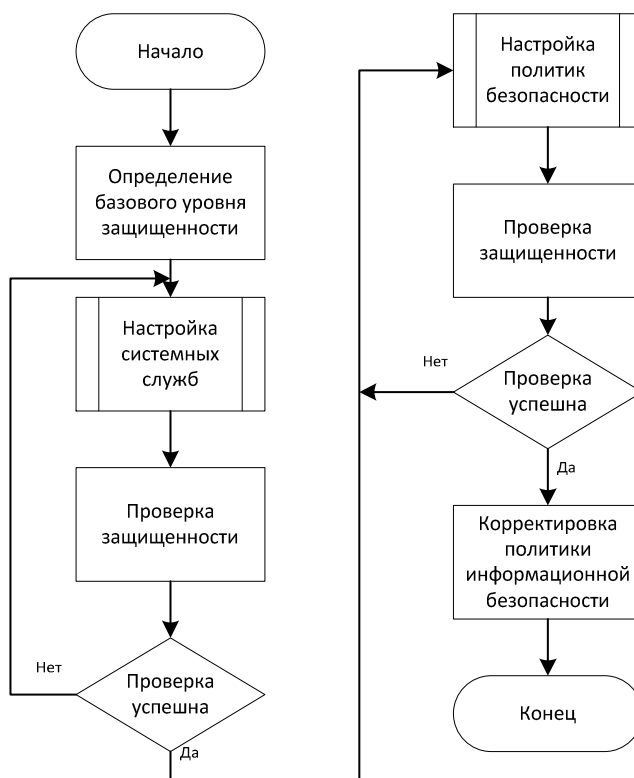 Начало
Определение
базового уровня
защищенности
Настройка
системных
служб
Проверка
защищенности
Нет
Проверка
успешна
Да
Настройка
политик
безопасности
Проверка
защищенности
Нет
Проверка
успешна
Да
Корректировка
политики
информационной
безопасности
Конец